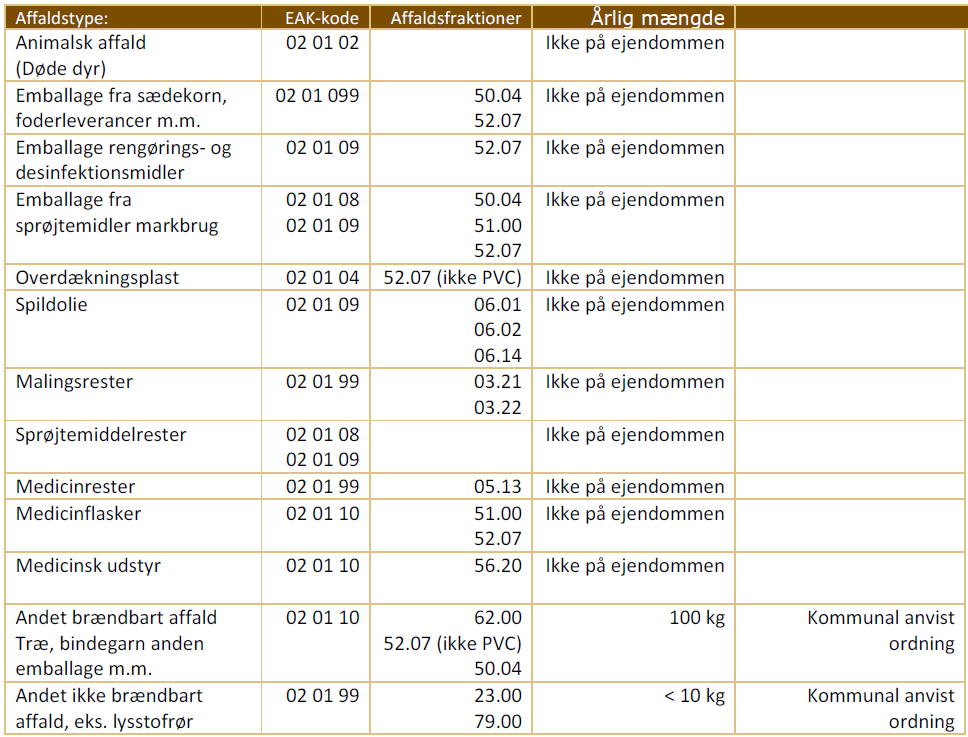 Affaldstype: EAK-kode Affaldsfraktioner Årlig mængde
Animalsk affald 02 01 02 Ikke på ejendommen
(Døde dyr)
Emballage fra sædekorn, 02 01 099 50.04 Ikke på ejendommen
foderleverancer m.m. 52.07
Emballage rengørings- og 02 01 09 52.07 Ikke på ejendommen
desinfektionsmidler
Emballage fra 02 01 08 50.04 Ikke på ejendommen
sprøjtemidler markbrug 02 01 09 51.00
52.07
Overdækningsplast 02 01 04 52.07 (ikke PVC) Ikke på ejendommen
Spildolie 02 01 09 06.01 Ikke på ejendommen
06.02
06.14
Malingsrester 02 01 99 03.21 Ikke på ejendommen
03.22
Sprøjtemiddelrester 02 01 08 Ikke på ejendommen
02 01 09
Medicinrester 02 01 99 05.13 Ikke på ejendommen
Medicinflasker 02 01 10 51.00 Ikke på ejendommen
52.07
Medicinsk udstyr 02 01 10 56.20 Ikke på ejendommen
Andet brændbart affald 02 01 10 62.00 100 kg Kommunal anvist
Træ, bindegarn anden 52.07 (ikke PVC) ordning
emballage m.m. 50.04
Andet ikke brændbart 02 01 99 23.00 < 10 kg Kommunal anvist
affald, eks. lysstofrør 79.00 ordning